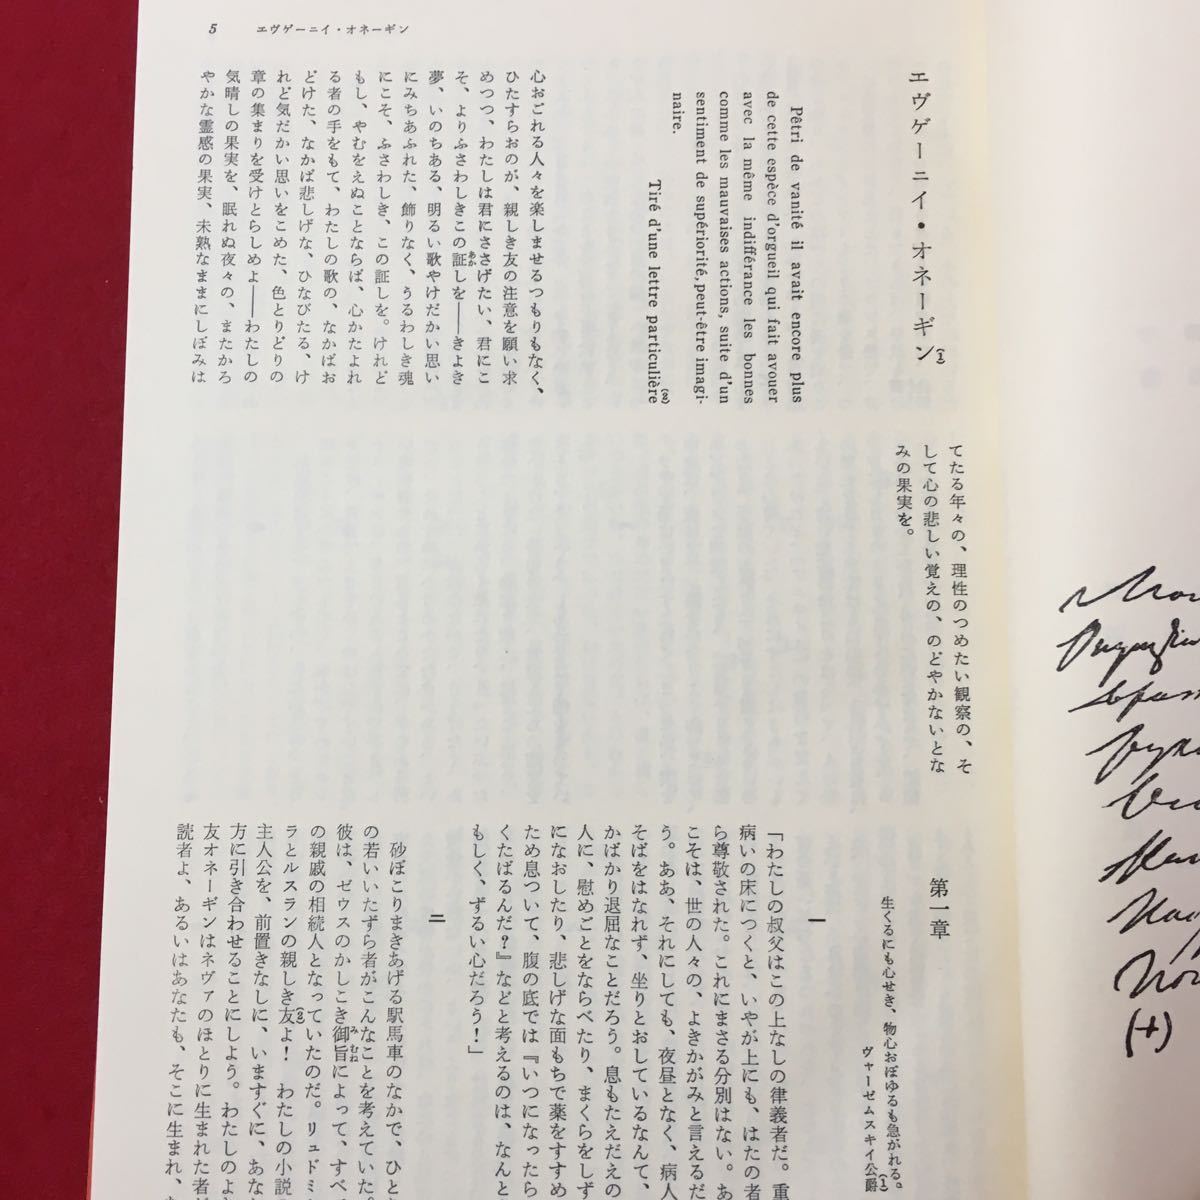 5 エヴゲーニイ・オネーギン
エヴゲーニイ・オネーギン(1)
Pêtri de vanité il avait encore plus
de cette espèce d'orgueil qui fait avouer
avec la même indifférance les bonnes
comme les mauvaises actions, suite d'un
sentiment de supériorité, peut-être imagi-
naire.
Tiré d'une lettre particulière(2)
心おごれる人々を楽しませるつもりもなく、
ひたすらおのが、親しき友の注意を願い求
めつつ、わたしは君にささげたい、君にこ
そ、よりふさわしきこの証しを――きよき
夢、いのちある、明るい歌やけだかい思い
にみちあふれた、飾りなく、うるわしき魂
にこそ、ふさわしき、この証しを。けれど
もし、やむをえぬことならば、心かたよれ
る者の手をもて、わたしの歌の、なかばお
どけた、なかば悲しげな、ひなびたる、け
れど気だかい思いをこめた、色とりどりの
章の集まりを受けとらしめよ――わたしの
気晴しの果実を、眠れぬ夜々の、またかろ
やかな霊感の果実、未熟なままにしぼみは
てたる年々の、理性のつめたい観察の、そ
して心の悲しい覚えの、のどやかないとな
みの果実を。
第一章
生くるにも心せき、物心おぼゆるも急がれる。
ヴャーゼムスキイ公爵(1)
一
「わたしの叔父はこの上なしの律義者だ。重
病いの床につくと、いやが上にも、はたの者
ら尊敬された。これにまさる分別はない。あ
こそは、世の人々の、よきかがみと言えるだ
う。ああ、それにしても、夜昼となく、病人
そばをはなれず、坐りとおしているなんて、
かばかり退屈なことだろう。息もたえだえの
人に、慰めごとをならべたり、まくらをしず
になおしたり、悲しげな面もちで薬をすすめ
ため息ついて、腹の底では『いつになったら
くたばるんだ？』などと考えるのは、なんと
もしく、ずるい心だろう！」
二
砂ぼこりまきあげる駅馬車のなかで、ひと
の若いいたずら者がこんなことを考えていた。
彼は、ゼウスのかしこき御旨によって、すべ
の親戚の相続人となっていたのだ。リュドミ
ラとルスランの親しき友(2)よ！　わたしの小説
主人公を、前置きなしに、いますぐに、あな
方に引き合わせることにしよう。わたしのよ
友オネーギンはネヴァのほとりに生まれた者
読者よ、あるいはあなたも、そこに生まれ、
(+)